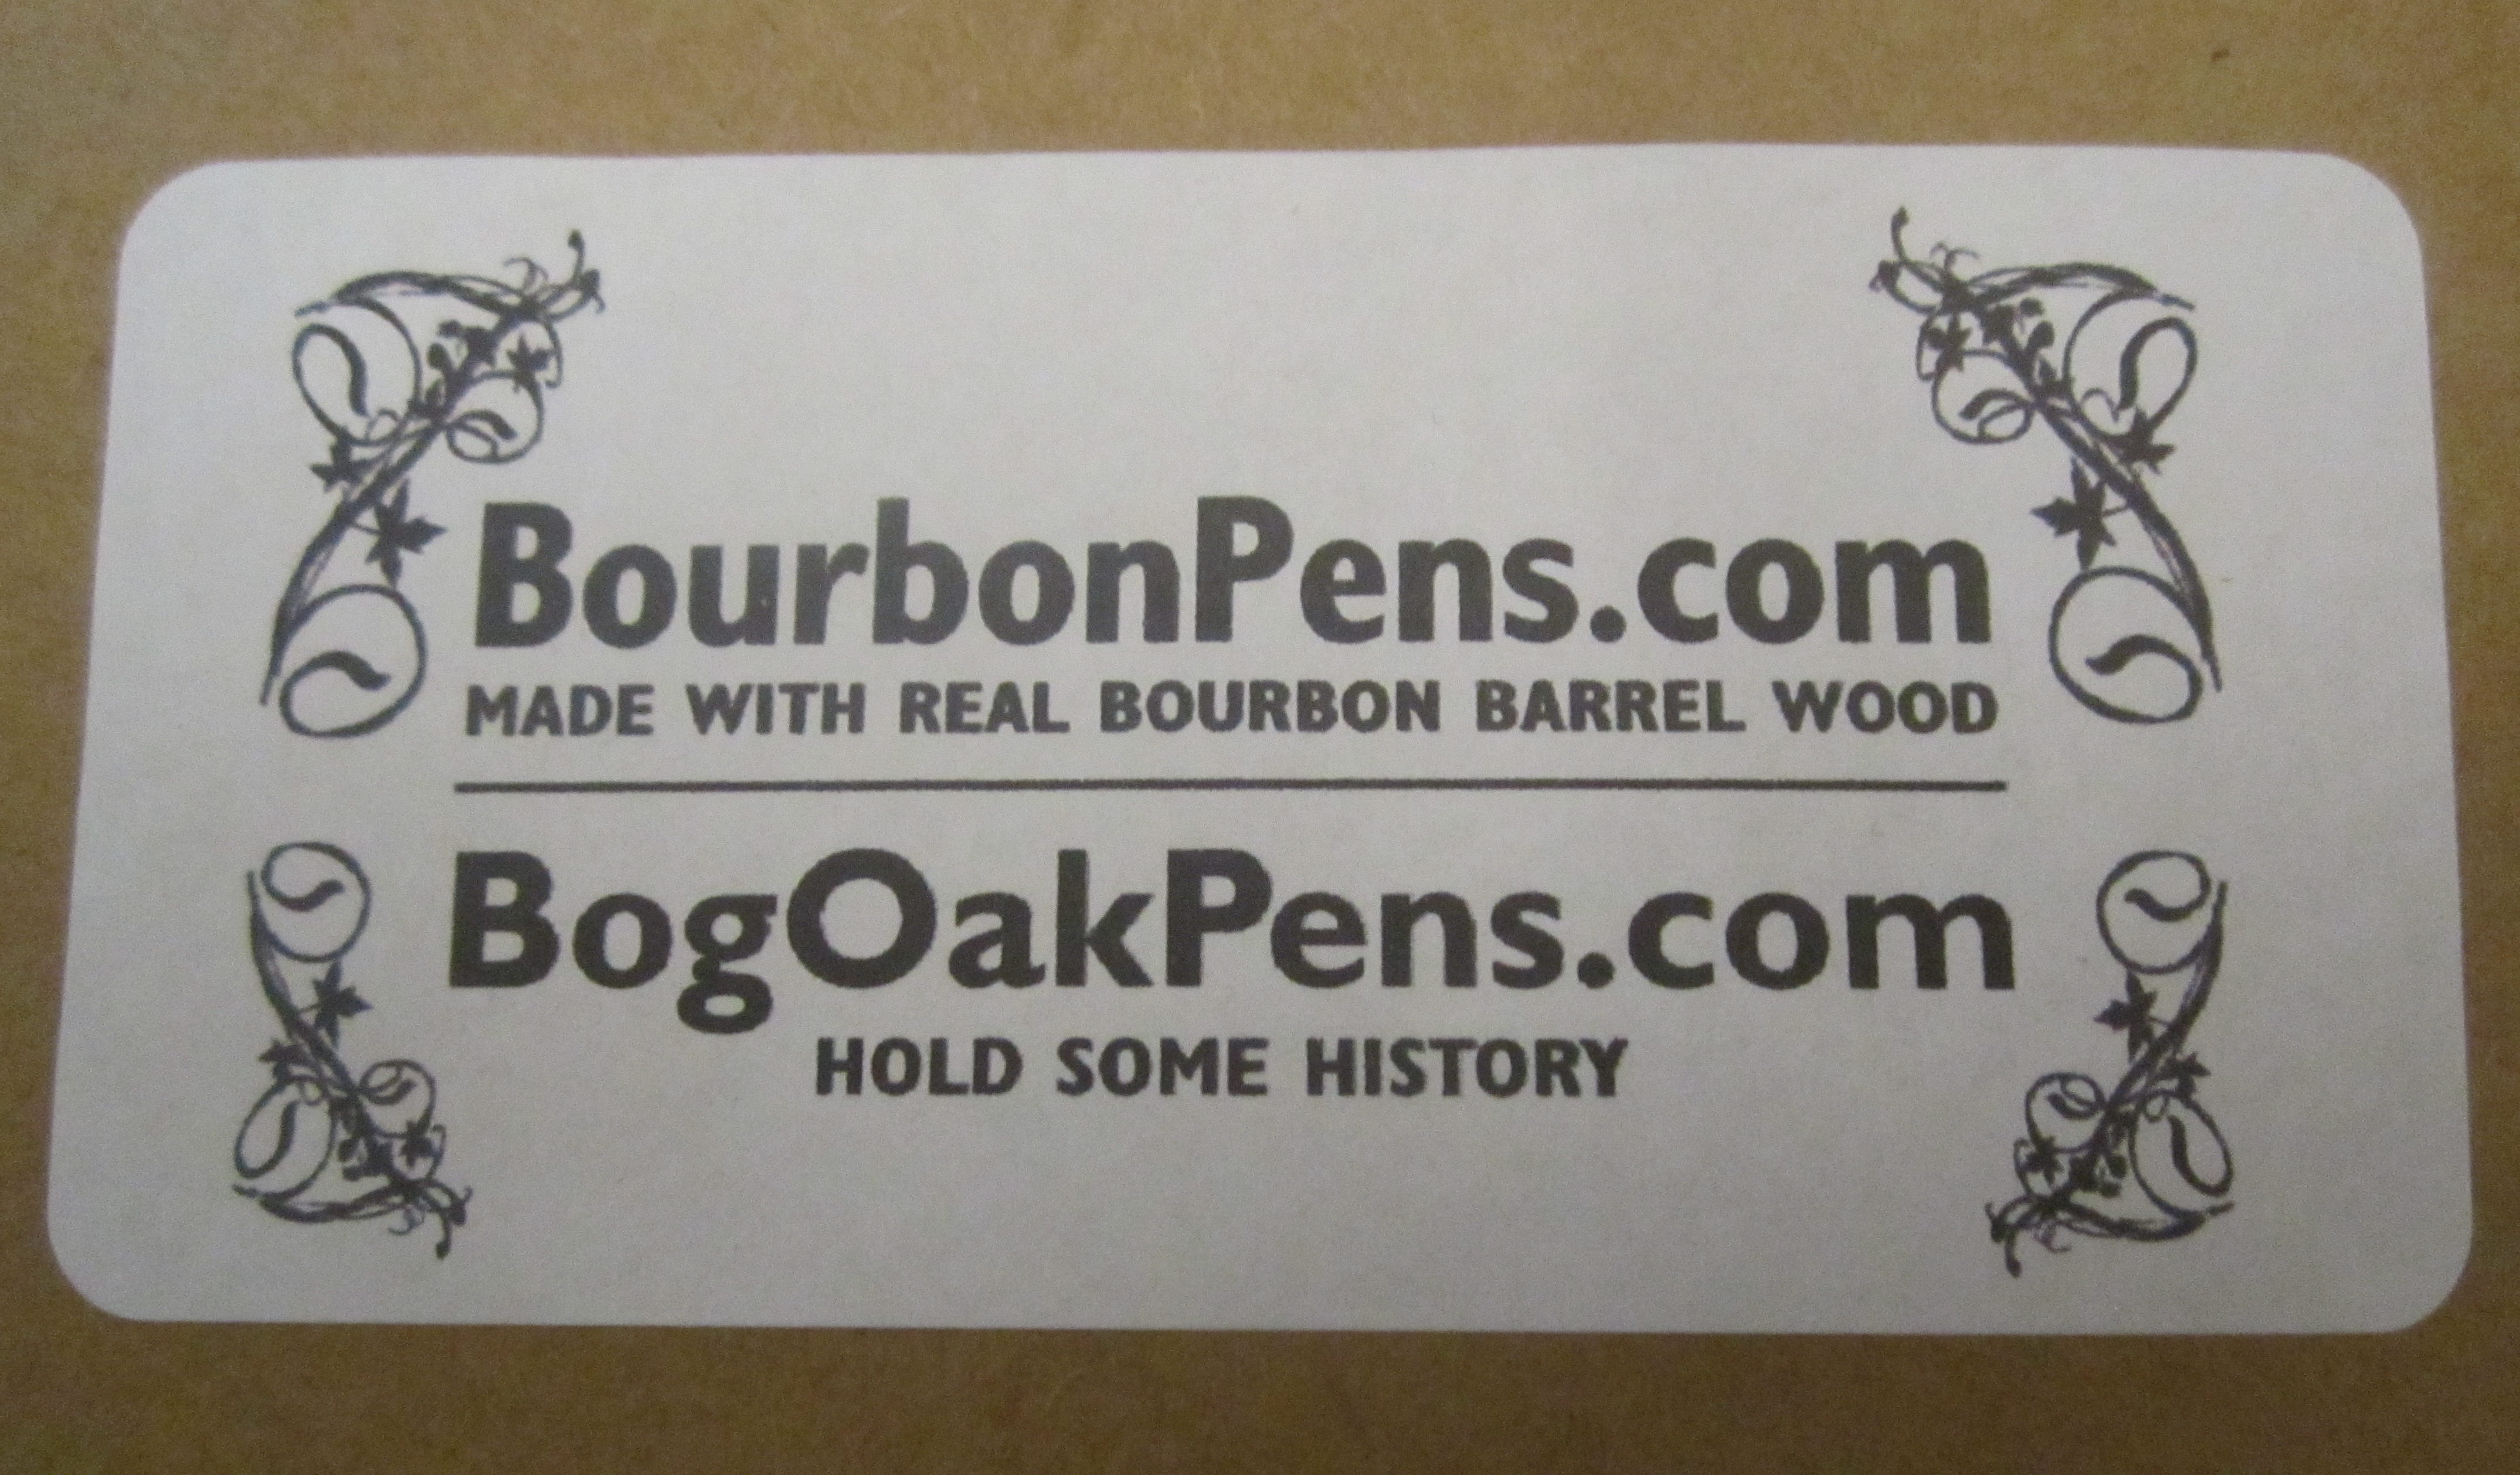 BourbonPens.com
MADE WITH REAL BOURBON BARREL WOOD
BogOakPens.com
HOLD SOME HISTORY